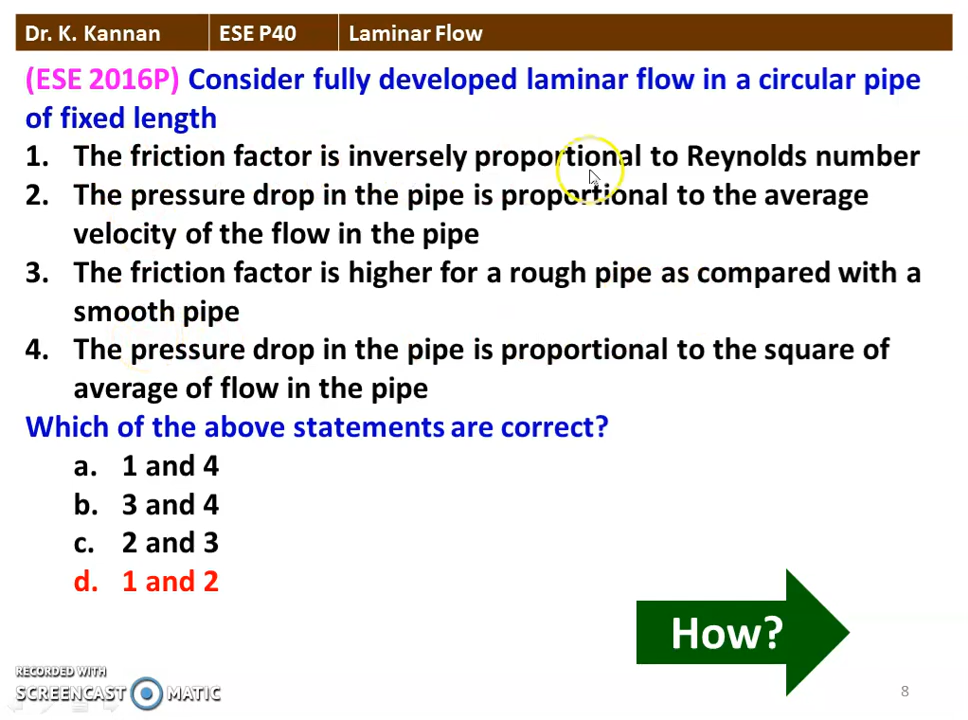 Dr. K. Kannan ESE P40 Laminar Flow
(ESE 2016P) Consider fully developed laminar flow in a circular pipe
of fixed length
1. The friction factor is inversely proportional to Reynolds number
2. The pressure drop in the pipe is proportional to the average
velocity of the flow in the pipe
3. The friction factor is higher for a rough pipe as compared with a
smooth pipe
4. The pressure drop in the pipe is proportional to the square of
average of flow in the pipe
Which of the above statements are correct?
a. 1 and 4
b. 3 and 4
c. 2 and 3
d. 1 and 2
How?
RECORDED WITH
SCREENCAST MATIC
8